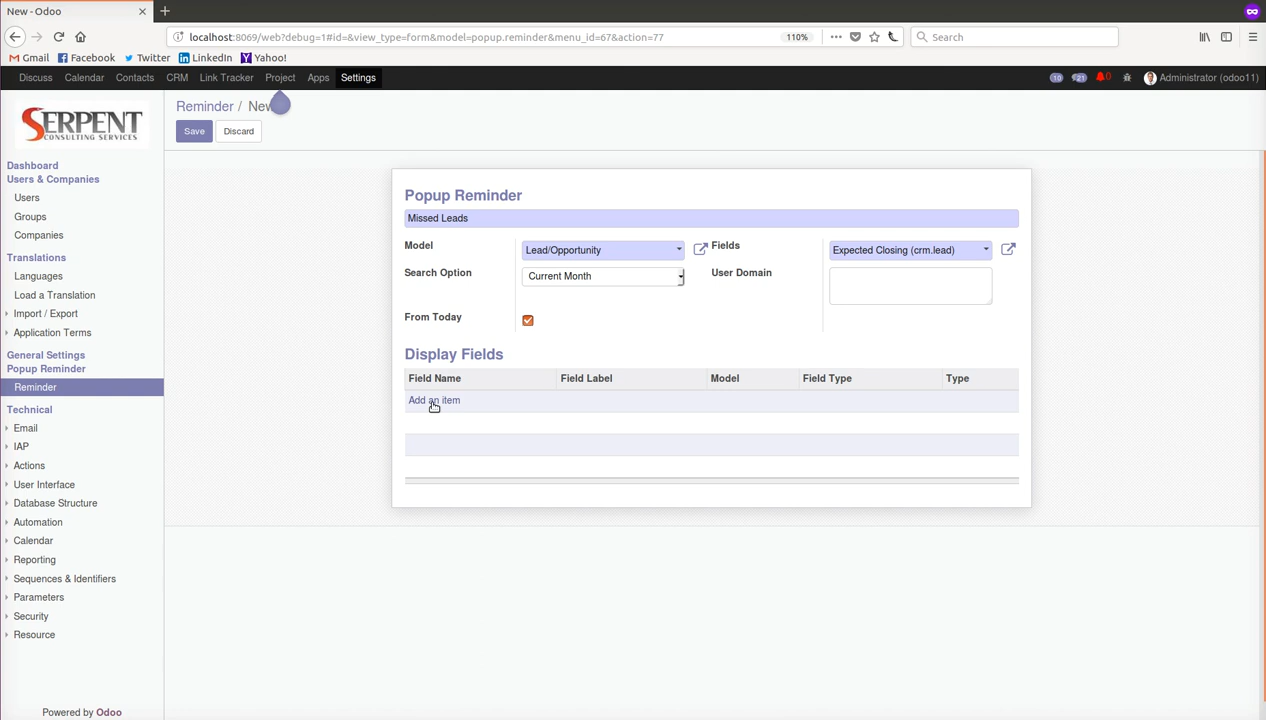 New - Odoo
localhost:8069/web?debug=1#id=&view_type=form&model=popup.reminder&menu_id=67&action=77
110%
Search
Gmail Facebook Twitter LinkedIn Yahoo!
Discuss Calendar Contacts CRM Link Tracker Project Apps Settings
10 21 0 Administrator (odoo11)
SERPENT
CONSULTING SERVICES
Dashboard
Users & Companies
Users
Groups
Companies
Translations
Languages
Load a Translation
Import / Export
Application Terms
General Settings
Popup Reminder
Reminder
Technical
Email
IAP
Actions
User Interface
Database Structure
Automation
Calendar
Reporting
Sequences & Identifiers
Parameters
Security
Resource
Powered by Odoo
Reminder / New
Save Discard
Popup Reminder
Missed Leads
Model Lead/Opportunity Fields Expected Closing (crm.lead)
Search Option Current Month User Domain
From Today
Display Fields
Field Name Field Label Model Field Type Type
Add an item